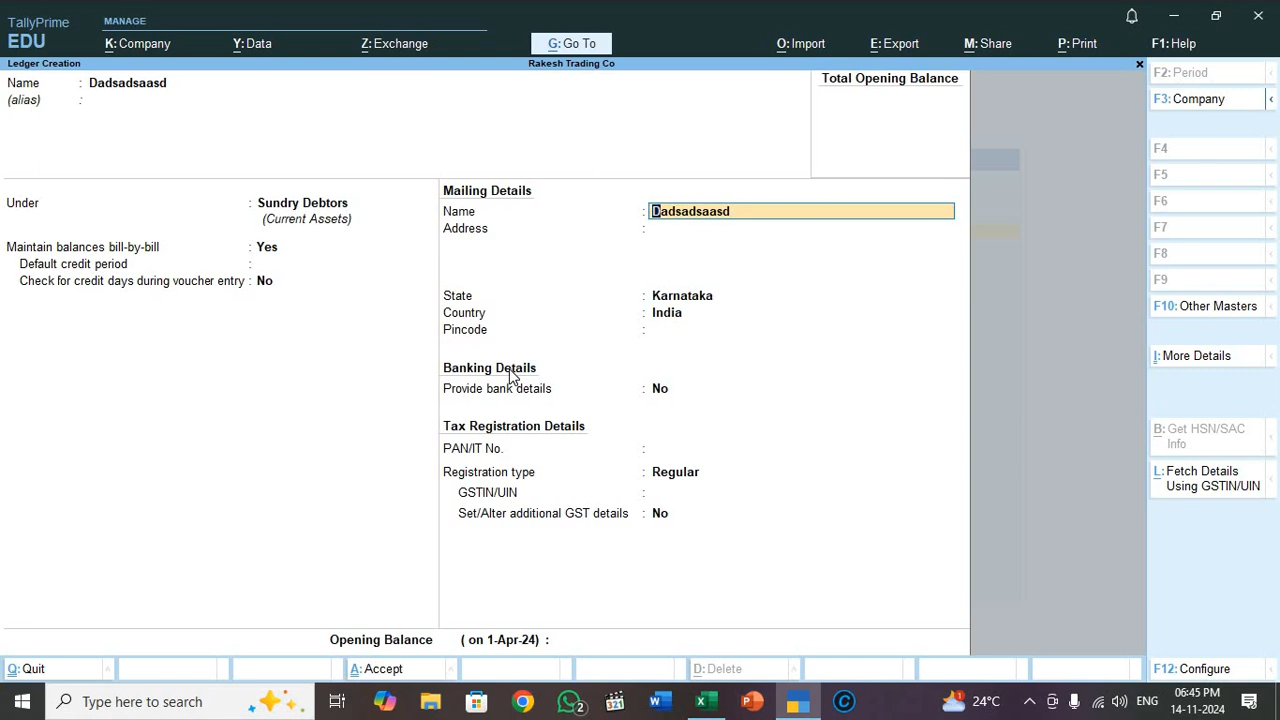 TallyPrime
EDU
MANAGE
K: Company
Y: Data
Z: Exchange
G: Go To
O: Import
E: Export
M: Share
P: Print
F1: Help
Ledger Creation
Rakesh Trading Co
Name : Dadsadsaasd
(alias) :
Total Opening Balance
Under : Sundry Debtors
(Current Assets)
Maintain balances bill-by-bill : Yes
Default credit period :
Check for credit days during voucher entry : No
Mailing Details
Name : Dadsadsaasd
Address :
State : Karnataka
Country : India
Pincode :
Banking Details
Provide bank details : No
Tax Registration Details
PAN/IT No. :
Registration type : Regular
GSTIN/UIN :
Set/Alter additional GST details : No
Opening Balance ( on 1-Apr-24) :
F2: Period
F3: Company
F4
F5
F6
F7
F8
F9
F10: Other Masters
I: More Details
B: Get HSN/SAC
Info
L: Fetch Details
Using GSTIN/UIN
F12: Configure
Q: Quit
A: Accept
D: Delete
Type here to search
2
321
24°C
ENG
06:45 PM
14-11-2024